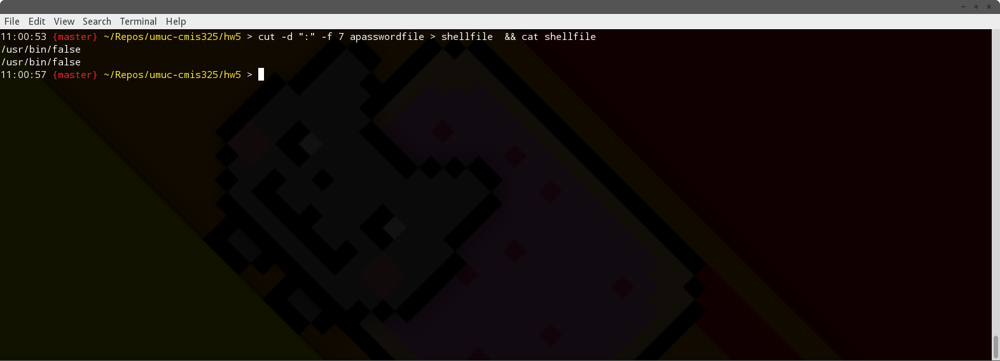 File Edit View Search Terminal Help
11:00:53 {master} ~/Repos/umuc-cmis325/hw5 > cut -d ":" -f 7 apasswordfile > shellfile  && cat shellfile
/usr/bin/false
/usr/bin/false
11:00:57 {master} ~/Repos/umuc-cmis325/hw5 >